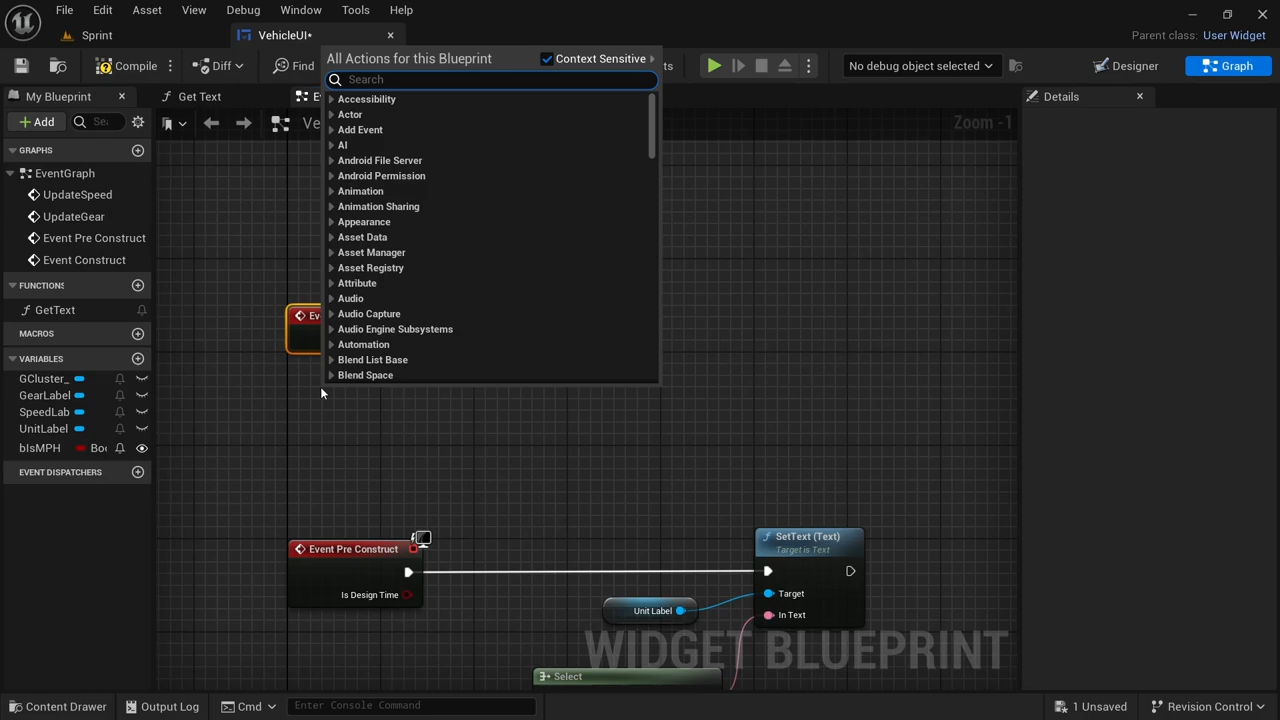 File Edit Asset View Debug Window Tools Help
Sprint VehicleUI*
Parent class: User Widget
Compile Diff Find ts No debug object selected Designer Graph
All Actions for this Blueprint Context Sensitive
Search
My Blueprint Get Text Ev Details
Add Se
Ve Zoom -1
GRAPHS
EventGraph
UpdateSpeed
UpdateGear
Event Pre Construct
Event Construct
FUNCTIONS
GetText
MACROS
VARIABLES
GCluster_
GearLabel
SpeedLab
UnitLabel
bIsMPH Boo
EVENT DISPATCHERS
Accessibility
Actor
Add Event
AI
Android File Server
Android Permission
Animation
Animation Sharing
Appearance
Asset Data
Asset Manager
Asset Registry
Attribute
Audio
Audio Capture
Audio Engine Subsystems
Automation
Blend List Base
Blend Space
Ev
Event Pre Construct
Is Design Time
Unit Label
SetText (Text)
Target is Text
Target
In Text
Select
WIDGET BLUEPRINT
Content Drawer Output Log Cmd Enter Console Command 1 Unsaved Revision Control